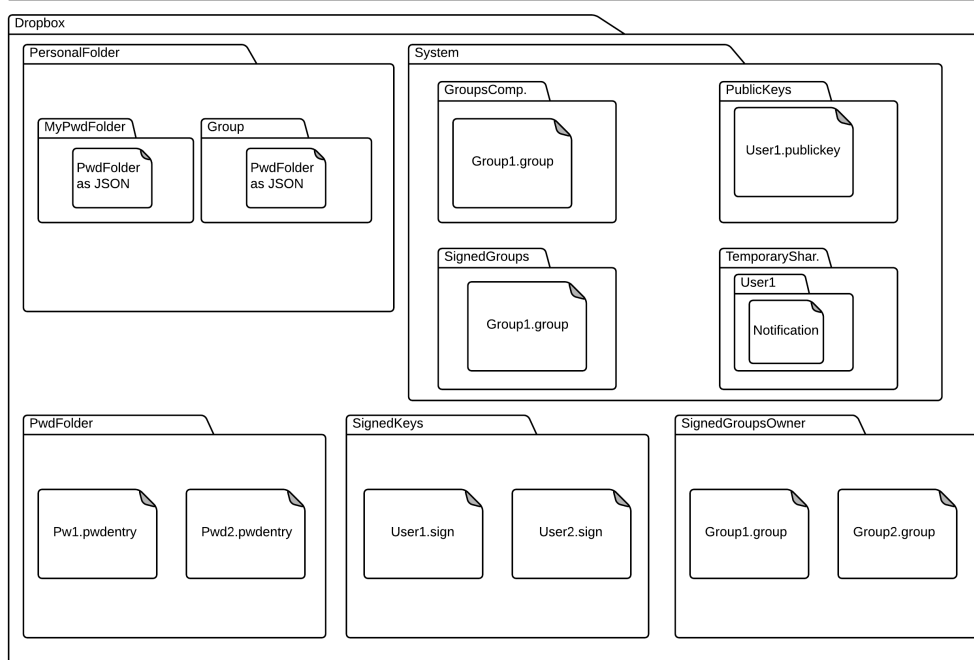 Dropbox
PersonalFolder
MyPwdFolder
PwdFolder
as JSON
Group
PwdFolder
as JSON
System
GroupsComp.
Group1.group
PublicKeys
User1.publickey
SignedGroups
Group1.group
TemporaryShar.
User1
Notification
PwdFolder
Pw1.pwdentry
Pwd2.pwdentry
SignedKeys
User1.sign
User2.sign
SignedGroupsOwner
Group1.group
Group2.group